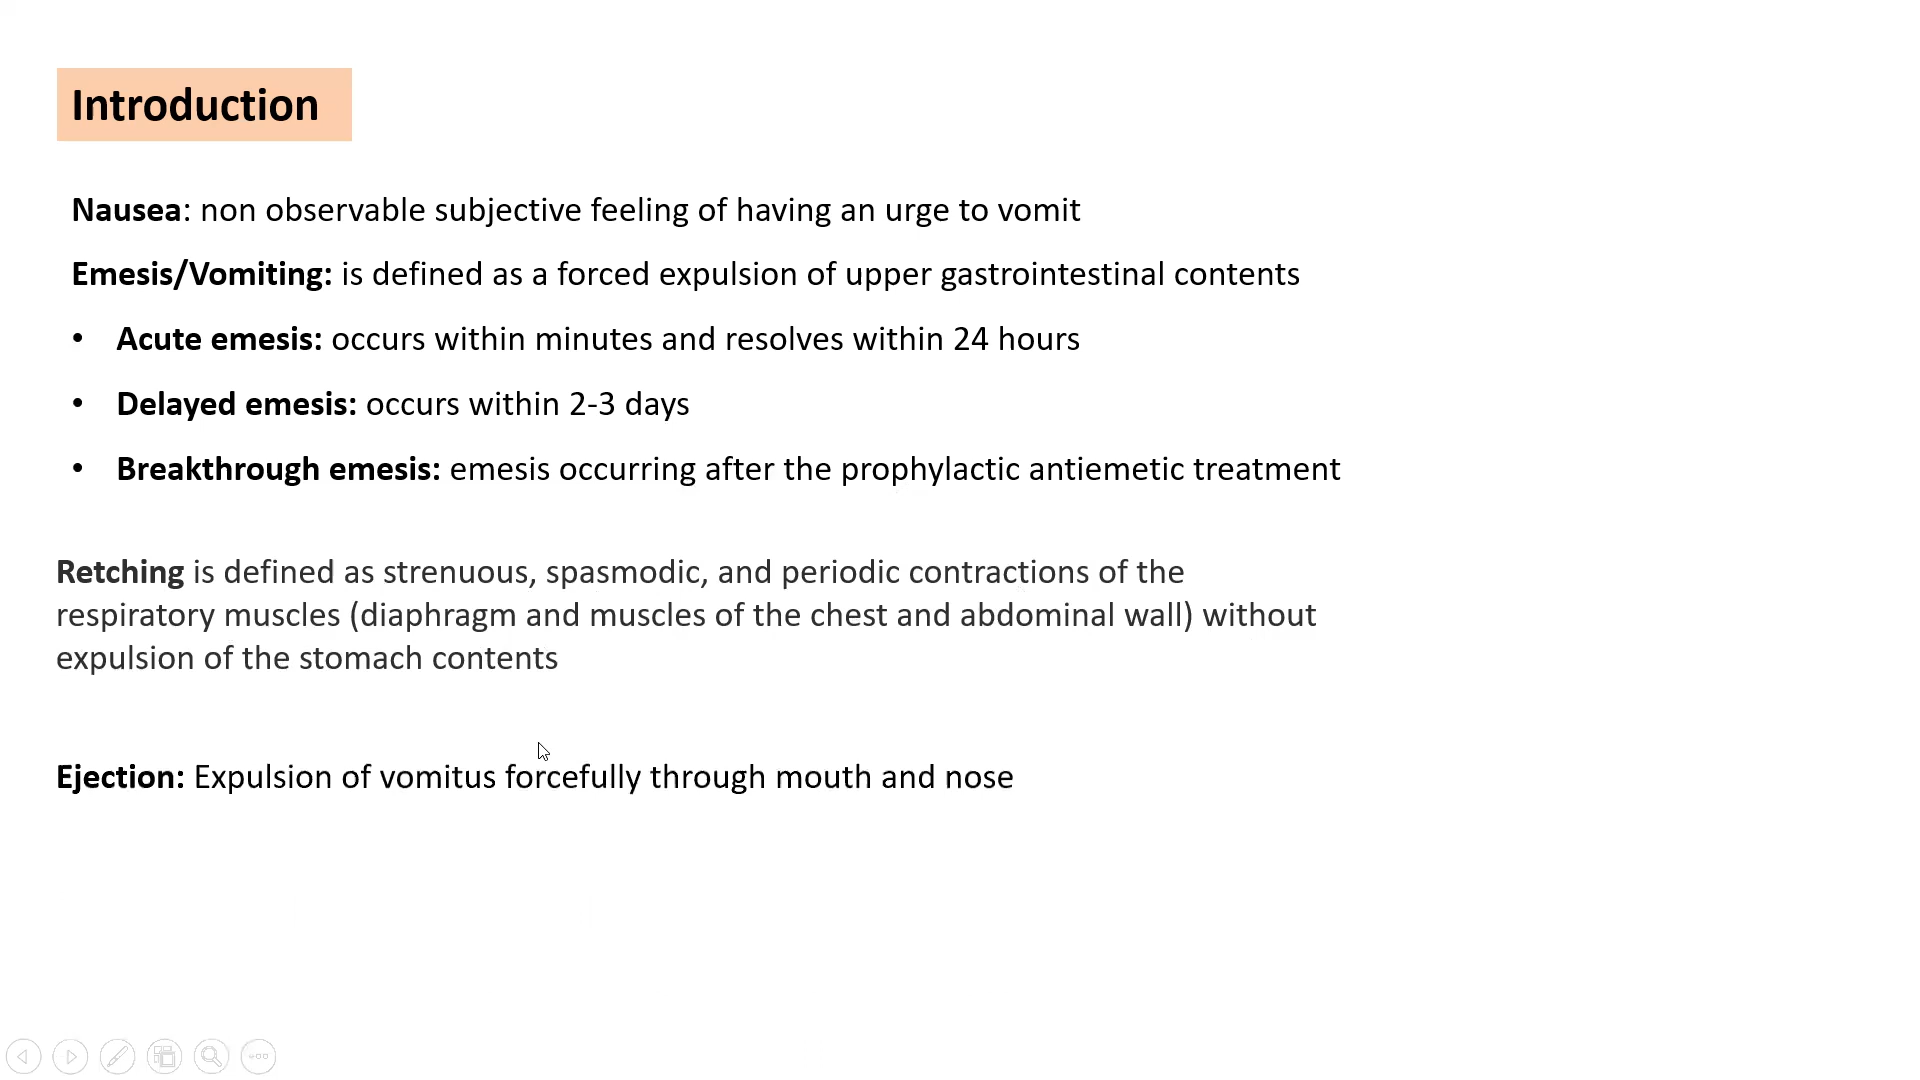 Introduction
Nausea: non observable subjective feeling of having an urge to vomit
Emesis/Vomiting: is defined as a forced expulsion of upper gastrointestinal contents
• Acute emesis: occurs within minutes and resolves within 24 hours
• Delayed emesis: occurs within 2-3 days
• Breakthrough emesis: emesis occurring after the prophylactic antiemetic treatment
Retching is defined as strenuous, spasmodic, and periodic contractions of the
respiratory muscles (diaphragm and muscles of the chest and abdominal wall) without
expulsion of the stomach contents
Ejection: Expulsion of vomitus forcefully through mouth and nose